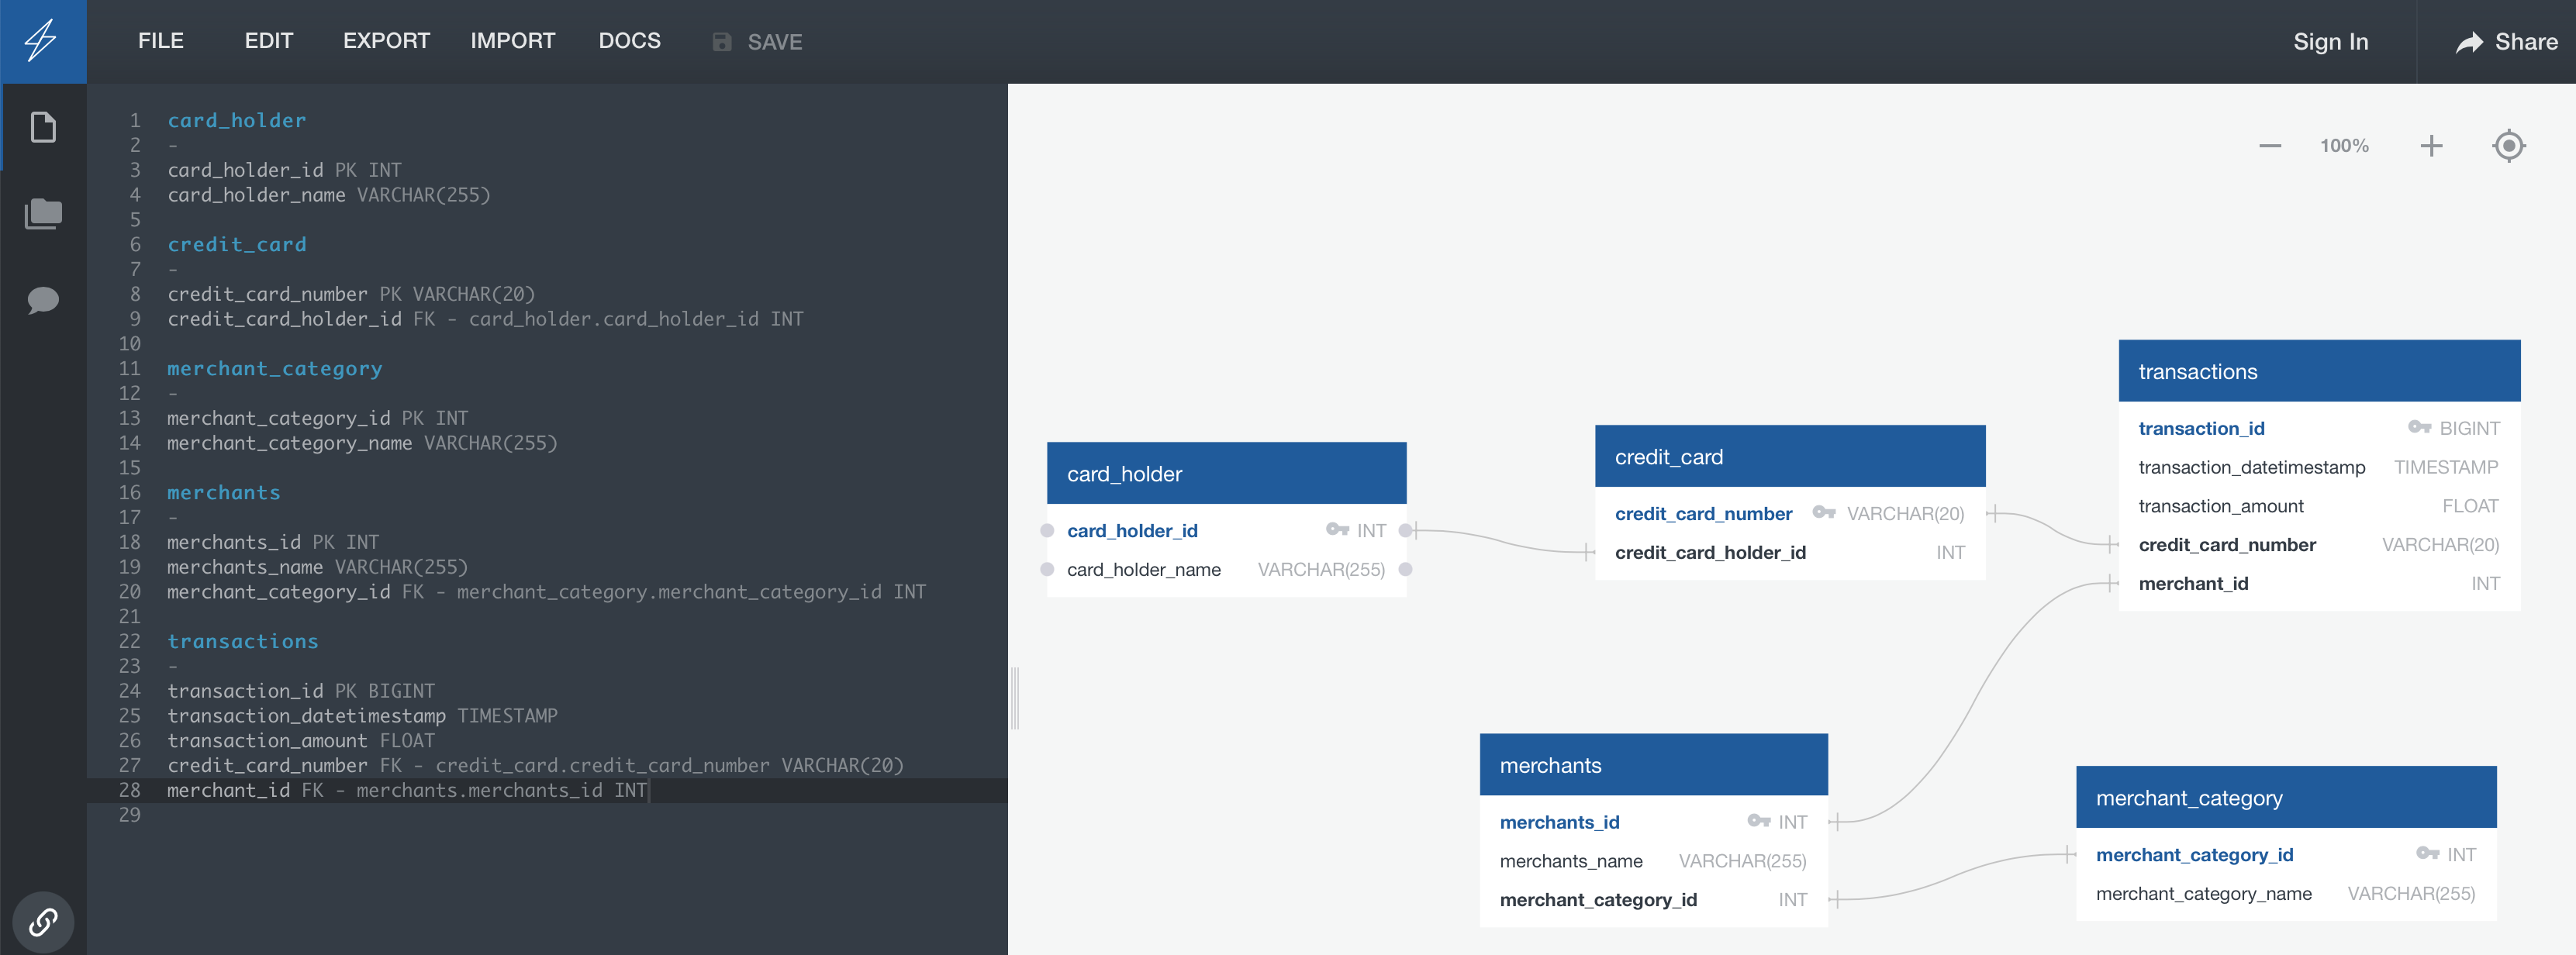 FILE EDIT EXPORT IMPORT DOCS SAVE Sign In Share
1 card_holder
2 -
3 card_holder_id PK INT
4 card_holder_name VARCHAR(255)
5
6 credit_card
7 -
8 credit_card_number PK VARCHAR(20)
9 credit_card_holder_id FK - card_holder.card_holder_id INT
10
11 merchant_category
12 -
13 merchant_category_id PK INT
14 merchant_category_name VARCHAR(255)
15
16 merchants
17 -
18 merchants_id PK INT
19 merchants_name VARCHAR(255)
20 merchant_category_id FK - merchant_category.merchant_category_id INT
21
22 transactions
23 -
24 transaction_id PK BIGINT
25 transaction_datetimestamp TIMESTAMP
26 transaction_amount FLOAT
27 credit_card_number FK - credit_card.credit_card_number VARCHAR(20)
28 merchant_id FK - merchants.merchants_id INT
29
100%
card_holder
card_holder_id INT
card_holder_name VARCHAR(255)
credit_card
credit_card_number VARCHAR(20)
credit_card_holder_id INT
transactions
transaction_id BIGINT
transaction_datetimestamp TIMESTAMP
transaction_amount FLOAT
credit_card_number VARCHAR(20)
merchant_id INT
merchants
merchants_id INT
merchants_name VARCHAR(255)
merchant_category_id INT
merchant_category
merchant_category_id INT
merchant_category_name VARCHAR(255)